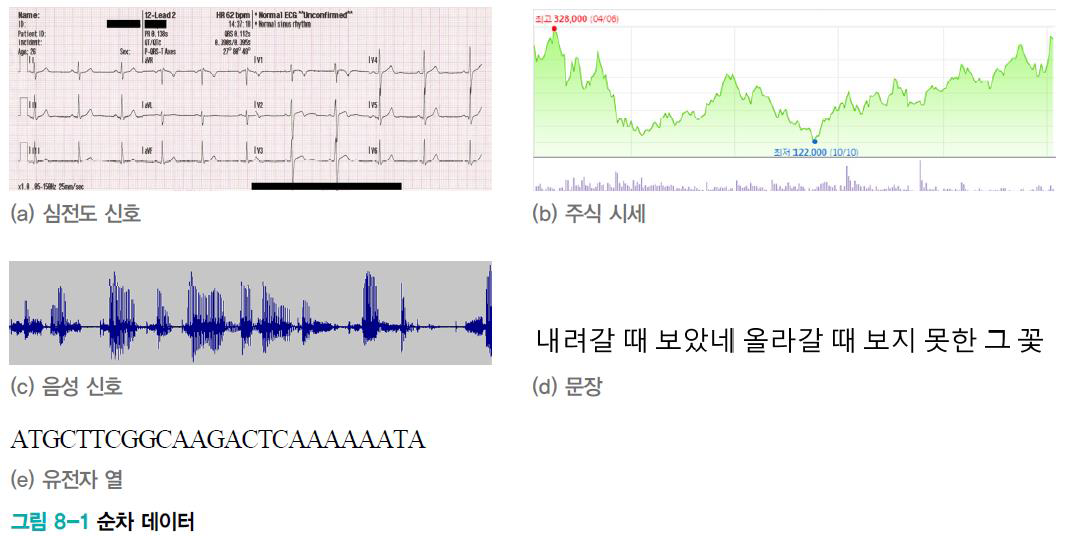 Name:
12-Lead 2
HR 62 bpm
• Normal ECG **Unconfirmed**
ID:
14:37:18
• Normal sinus rhythm
Patient ID:
PR 0.138s
QRS 0.112s
Incident:
QT/QTc
0.390s/0.395s
Age: 26
Sec:
P-QRS-T Axes
I
aVR
V1
V4
II
aVL
V2
V5
III
aVF
V3
V6
x1.0 .05-150Hz 25mm/sec
(a) 심전도 신호
최고 328,000 (04/06)
최저 122,000 (10/10)
(b) 주식 시세
(c) 음성 신호
내려갈 때 보았네 올라갈 때 보지 못한 그 꽃
(d) 문장
ATGCTTCGGCAAGACTCAAAAAATA
(e) 유전자 열
그림 8-1 순차 데이터